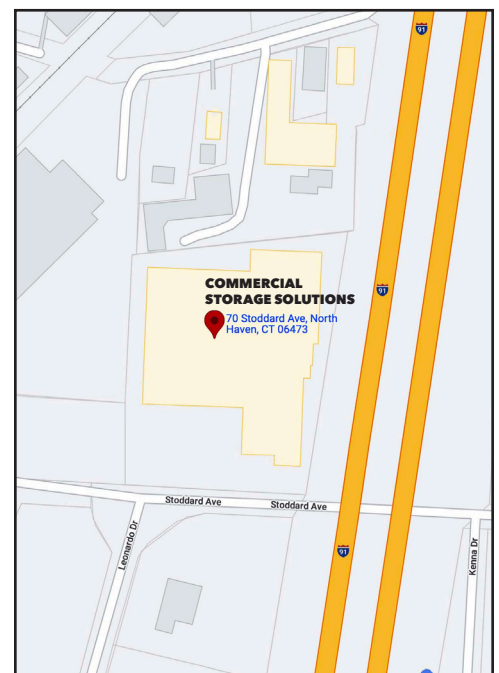 91
COMMERCIAL
STORAGE SOLUTIONS
70 Stoddard Ave, North
Haven, CT 06473
91
Stoddard Ave
Stoddard Ave
Leonardo Dr
91
Kenna Dr